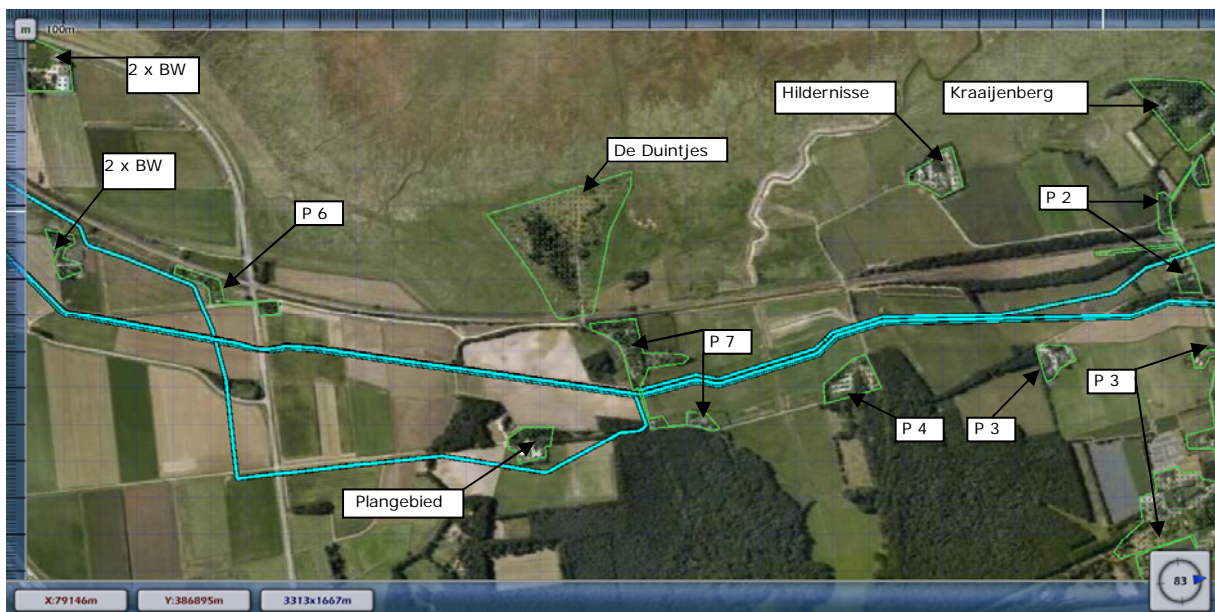 m 100m
2 x BW
Hildernisse
Kraaijenberg
De Duintjes
2 x BW
P 6
P 2
P 7
P 3
P 4
P 3
Plangebied
83
X:79146m Y:386895m 3313x1667m